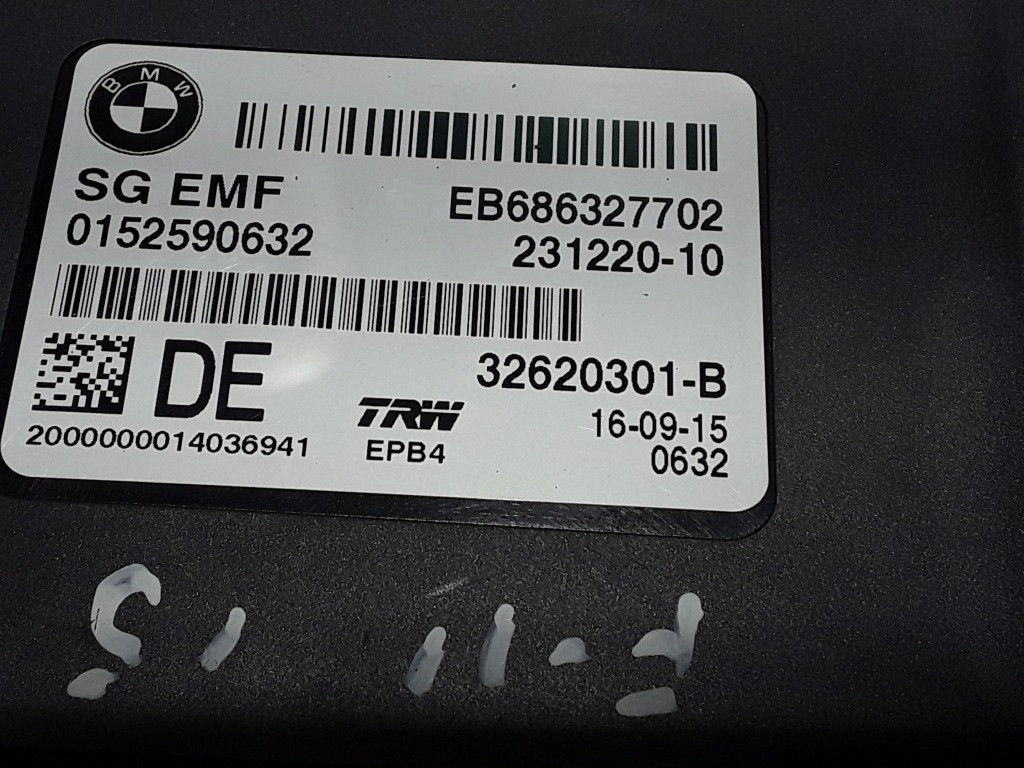 BMW
SG EMF EB686327702
0152590632 231220-10
DE 32620301-B
TRW 16-09-15
2000000014036941 EPB4 0632